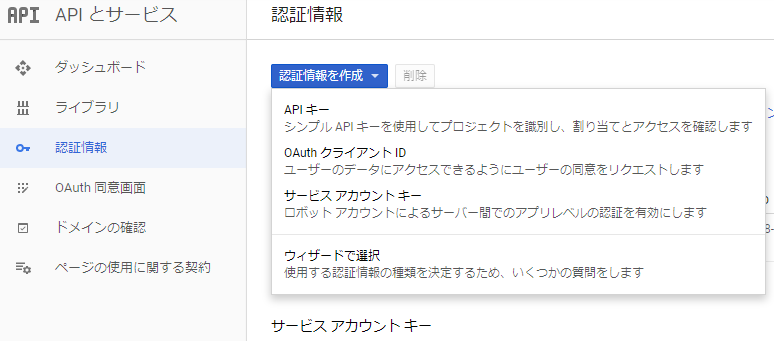 API APIとサービス
認証情報
ダッシュボード
ライブラリ
認証情報
OAuth 同意画面
ドメインの確認
ページの使用に関する契約
認証情報を作成
削除
API キー
シンプル API キーを使用してプロジェクトを識別し、割り当てとアクセスを確認します
OAuth クライアント ID
ユーザーのデータにアクセスできるようにユーザーの同意をリクエストします
サービス アカウント キー
ロボット アカウントによるサーバー間でのアプリレベルの認証を有効にします
ウィザードで選択
使用する認証情報の種類を決定するため、いくつかの質問をします
サービス アカウント キー